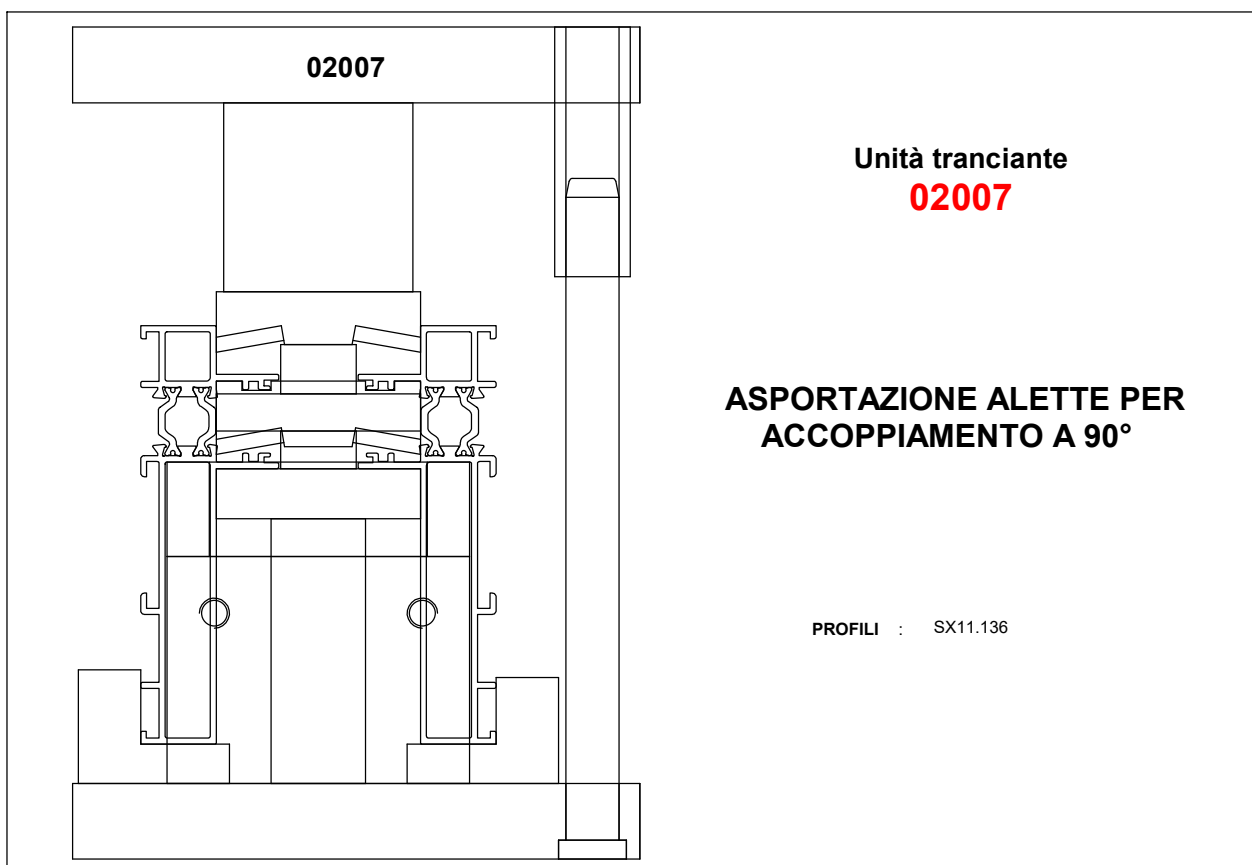 02007
Unità tranciante
02007
ASPORTAZIONE ALETTE PER
ACCOPPIAMENTO A 90°
PROFILI : SX11.136